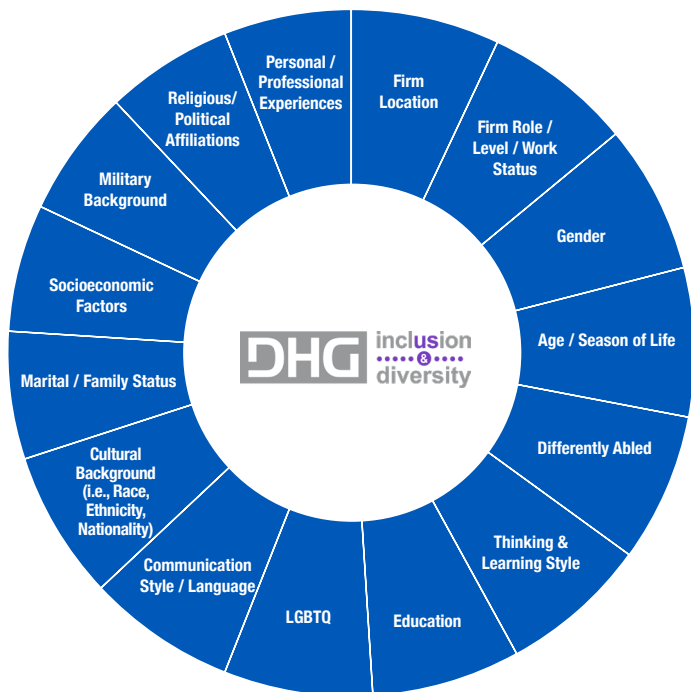 Personal /
Professional
Experiences
Firm
Location
Firm Role /
Level / Work
Status
Gender
Age / Season of Life
Differently Abled
Thinking &
Learning Style
Education
LGBTQ
Communication
Style / Language
Cultural
Background
(i.e., Race,
Ethnicity,
Nationality)
Marital / Family Status
Socioeconomic
Factors
Military
Background
Religious/
Political
Affiliations
DHG
inclusion
&
diversity